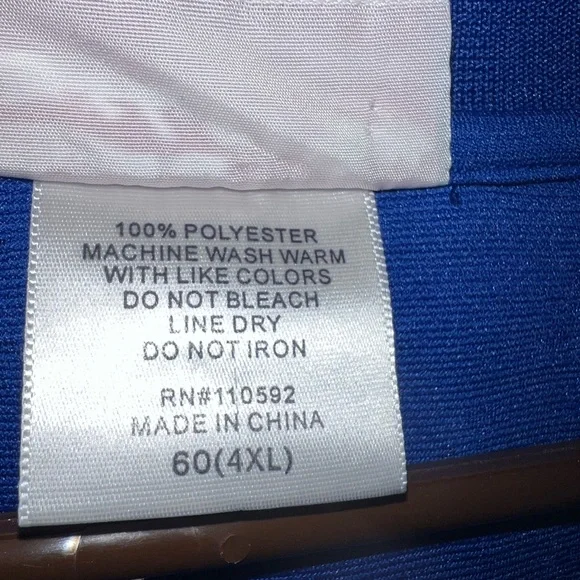 100% POLYESTER
MACHINE WASH WARM
WITH LIKE COLORS
DO NOT BLEACH
LINE DRY
DO NOT IRON
RN#110592
MADE IN CHINA
60(4XL)